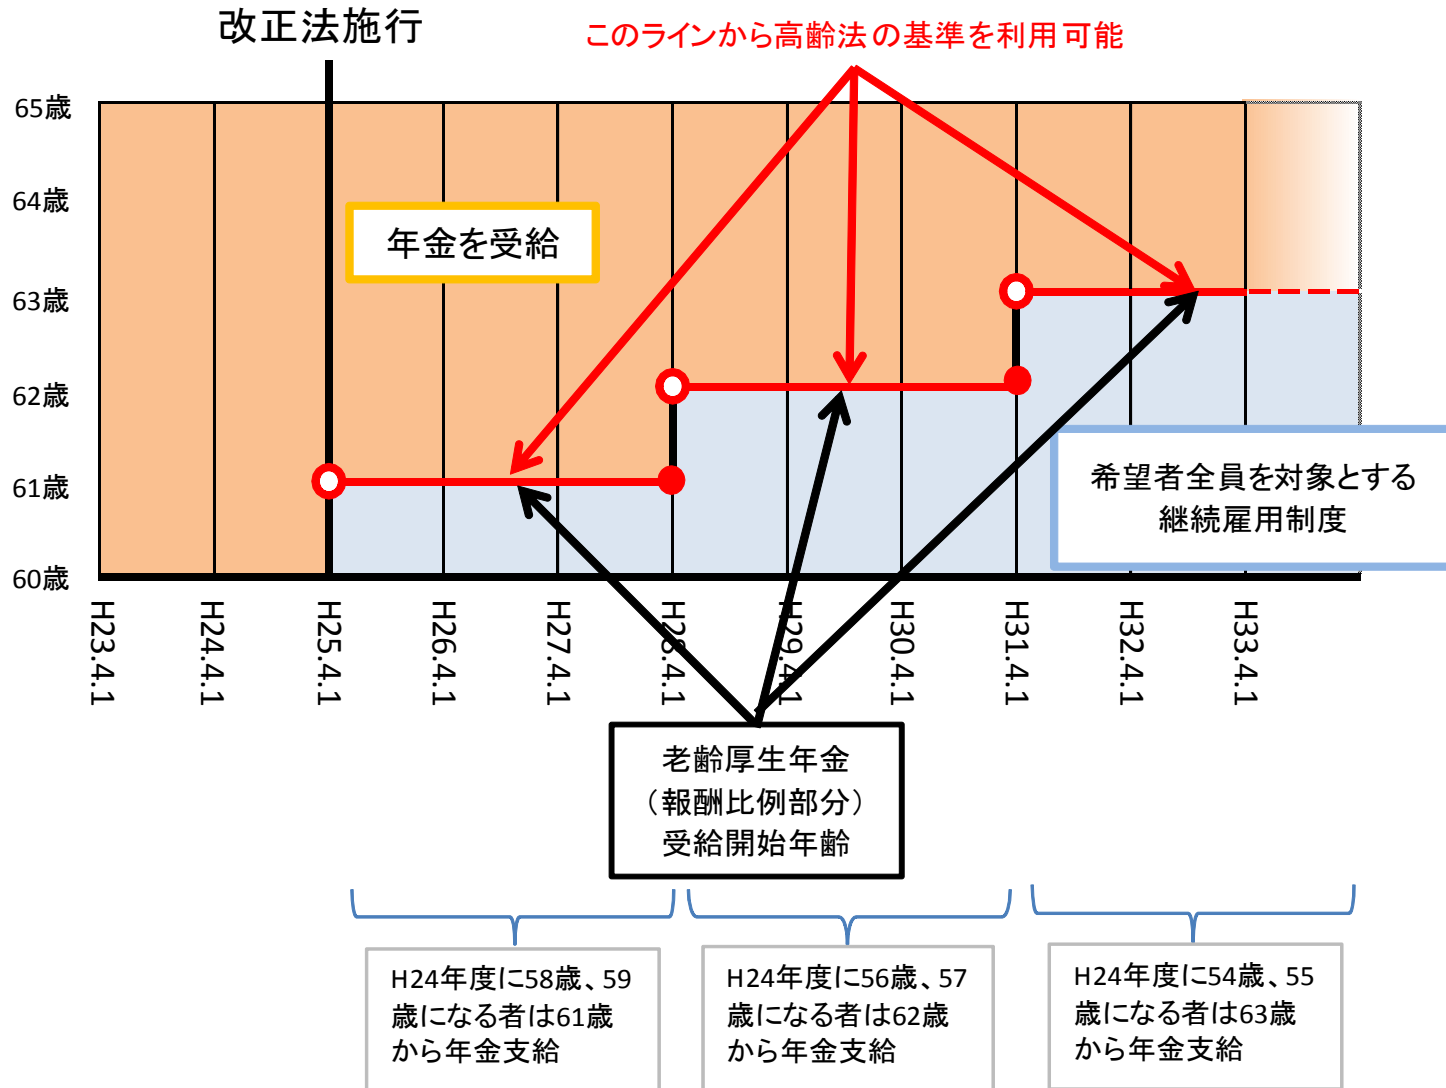 改正法施行
このラインから高齢法の基準を利用可能
65歳
64歳
年金を受給
63歳
62歳
61歳
希望者全員を対象とする
継続雇用制度
60歳
H23.4.1
H24.4.1
H25.4.1
H26.4.1
H27.4.1
H28.4.1
H29.4.1
H30.4.1
H31.4.1
H32.4.1
H33.4.1
老齢厚生年金
（報酬比例部分）
受給開始年齢
H24年度に58歳、59
歳になる者は61歳
から年金支給
H24年度に56歳、57
歳になる者は62歳
から年金支給
H24年度に54歳、55
歳になる者は63歳
から年金支給